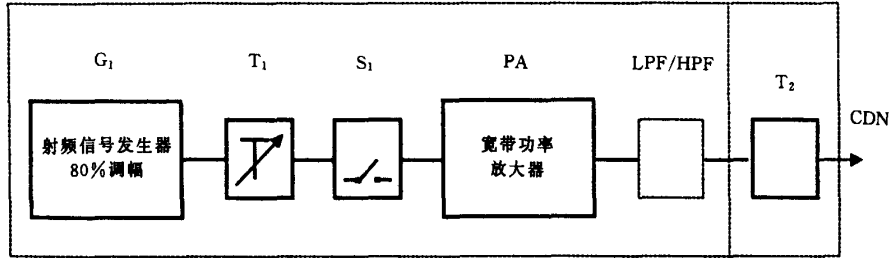 G₁
T₁
S₁
PA
LPF/HPF
T₂
CDN
射频信号发生器
80%调幅
宽带功率
放大器